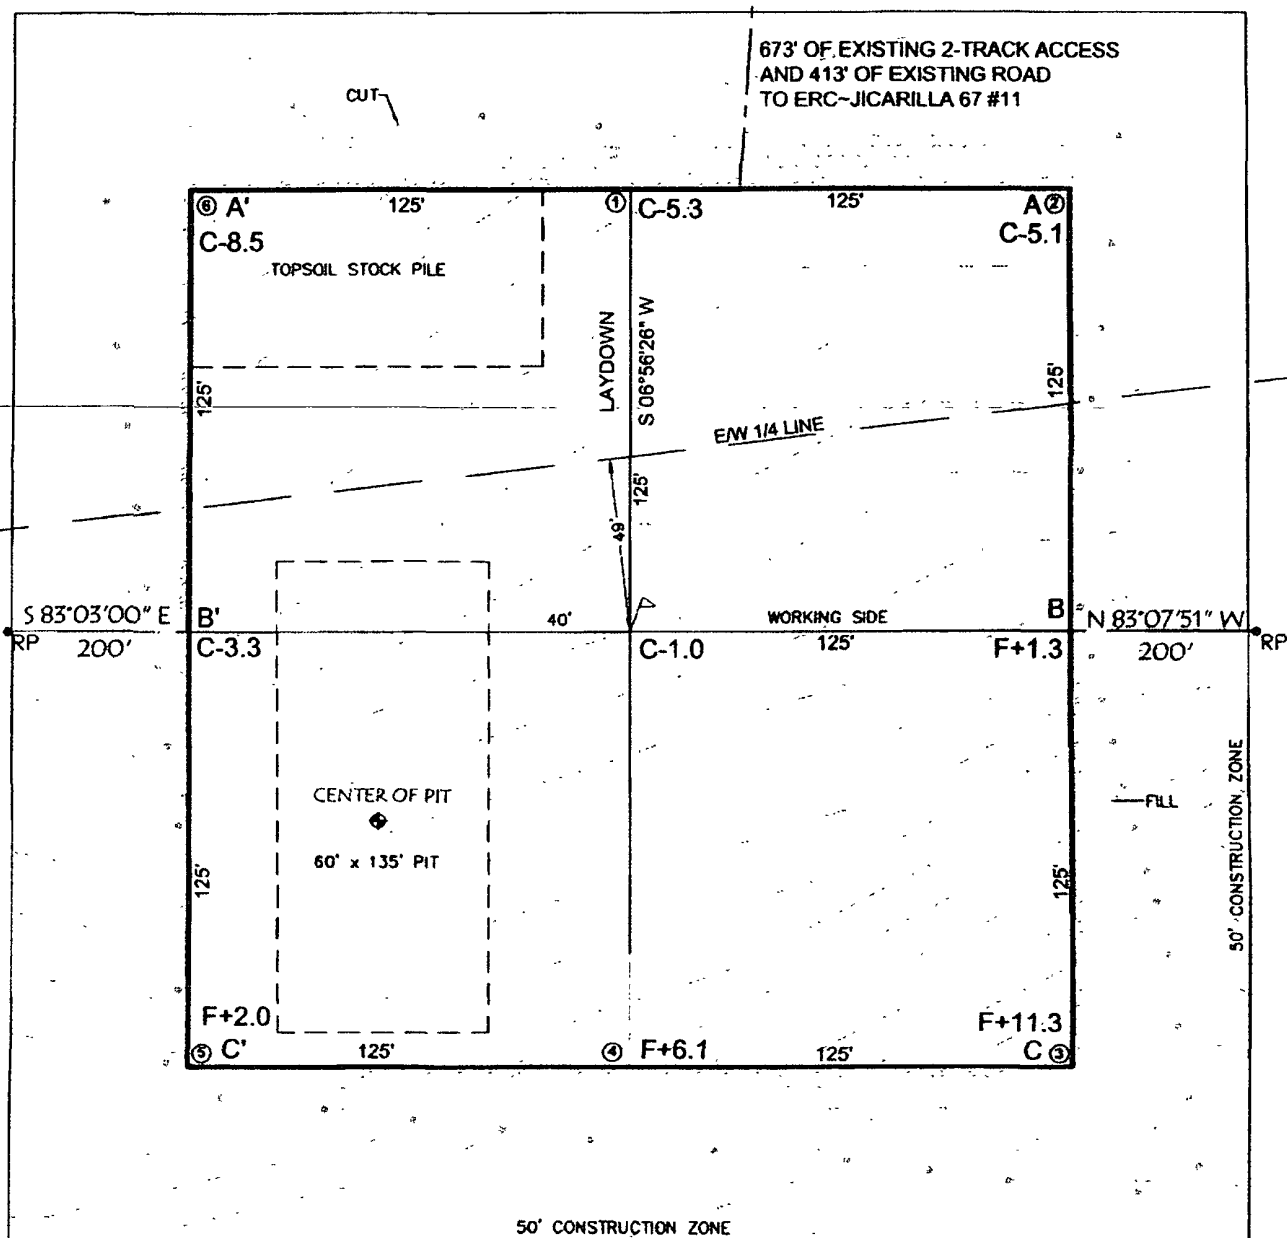 673' OF EXISTING 2-TRACK ACCESS
AND 413' OF EXISTING ROAD
TO ERC~JICARILLA 67 #11
CUT
⑥ A' 125' ① C-5.3 125' A ②
C-8.5 C-5.1
TOPSOIL STOCK PILE
LAYDOWN
S 06°56'26" W
125'
125'
E/W 1/4 LINE
125'
49'
S 83°03'00" E
B'
40'
WORKING SIDE
B
N 83°07'51" W
RP
200'
C-3.3
C-1.0
125'
F+1.3
200'
RP
CENTER OF PIT
60' x 135' PIT
FILL
50' CONSTRUCTION ZONE
125'
125'
F+2.0 F+11.3
⑤ C' 125' ④ F+6.1 125' C ③
50' CONSTRUCTION ZONE